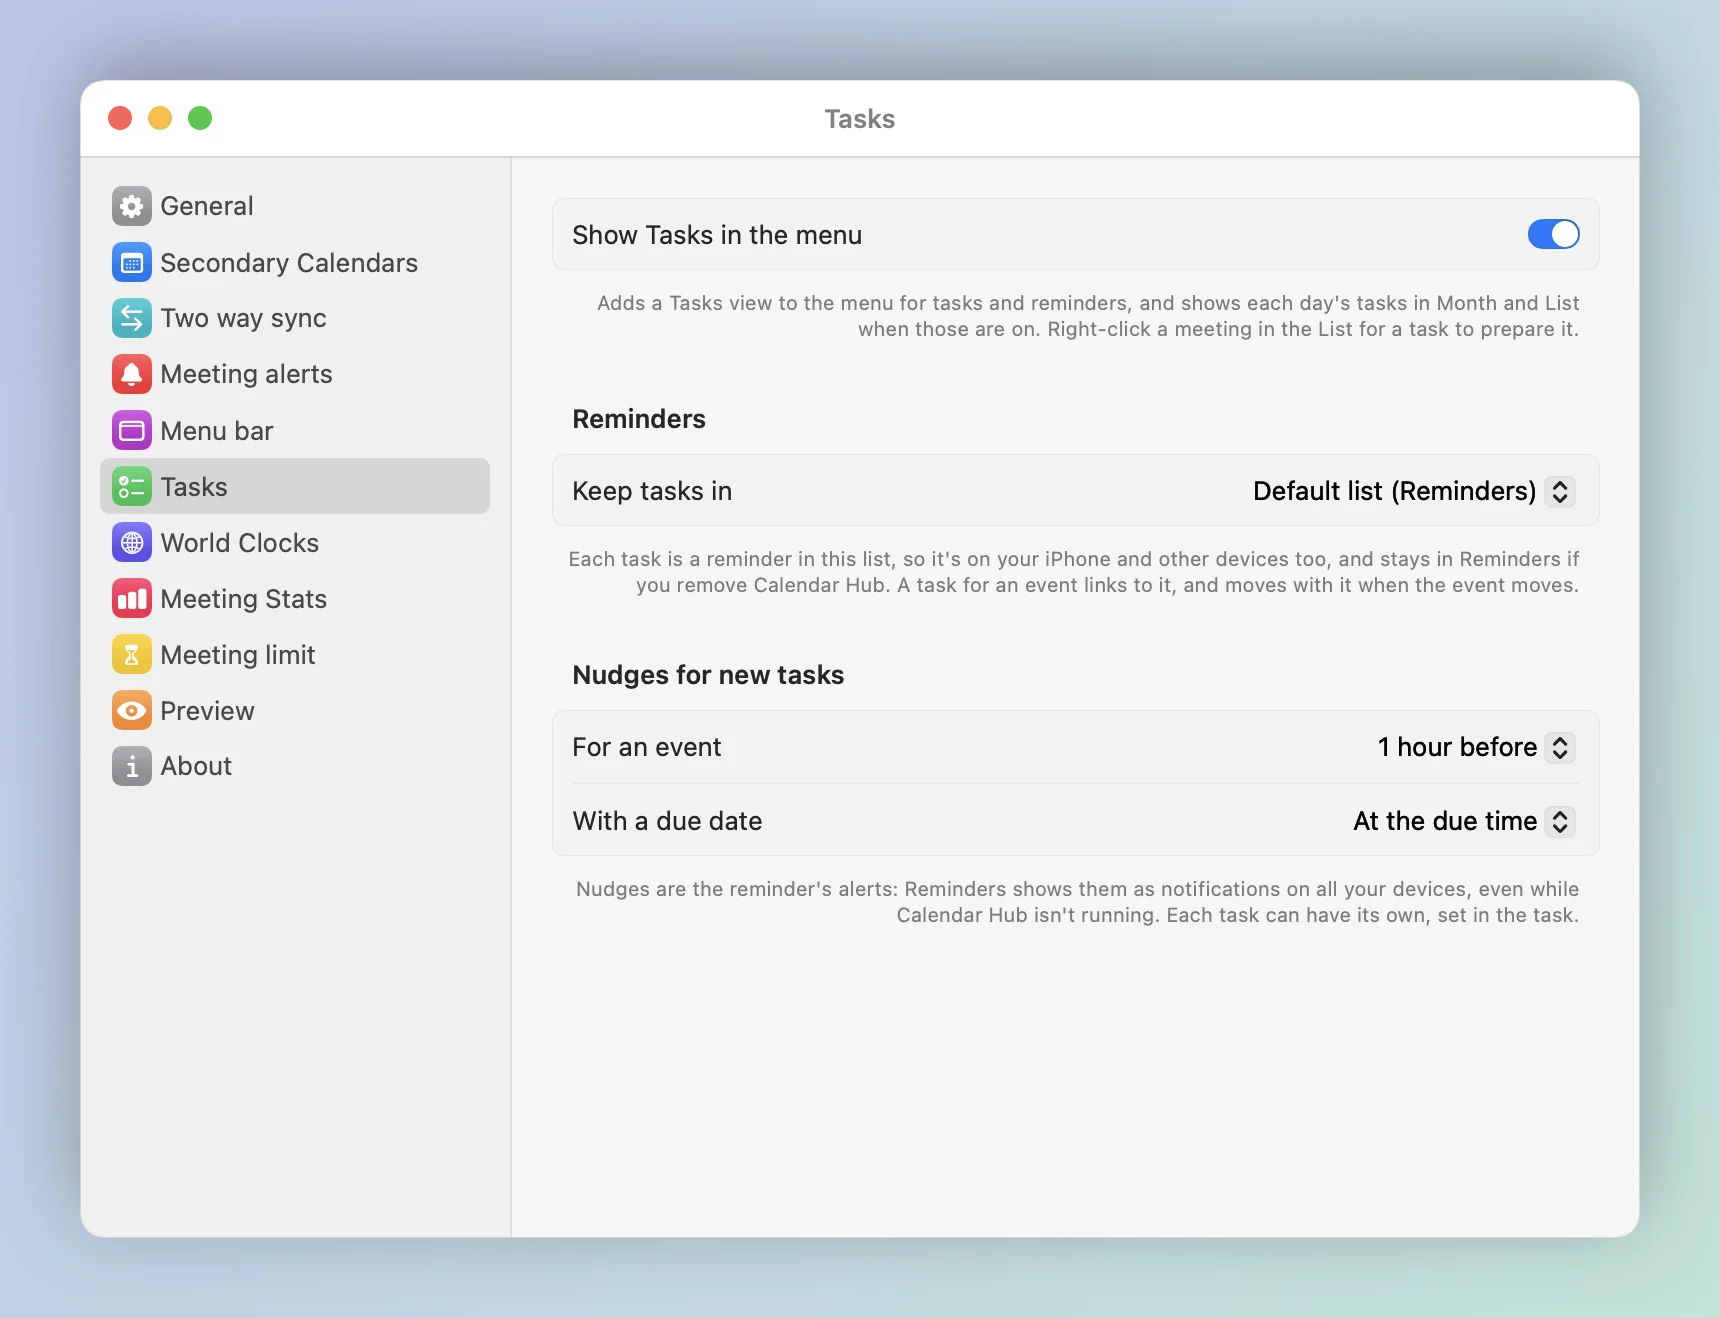 Tasks
General
Secondary Calendars
Two way sync
Meeting alerts
Menu bar
Tasks
World Clocks
Meeting Stats
Meeting limit
Preview
About
Show Tasks in the menu
Adds a Tasks view to the menu for tasks and reminders, and shows each day's tasks in Month and List
when those are on. Right-click a meeting in the List for a task to prepare it.
Reminders
Keep tasks in Default list (Reminders)
Each task is a reminder in this list, so it's on your iPhone and other devices too, and stays in Reminders if
you remove Calendar Hub. A task for an event links to it, and moves with it when the event moves.
Nudges for new tasks
For an event 1 hour before
With a due date At the due time
Nudges are the reminder's alerts: Reminders shows them as notifications on all your devices, even while
Calendar Hub isn't running. Each task can have its own, set in the task.